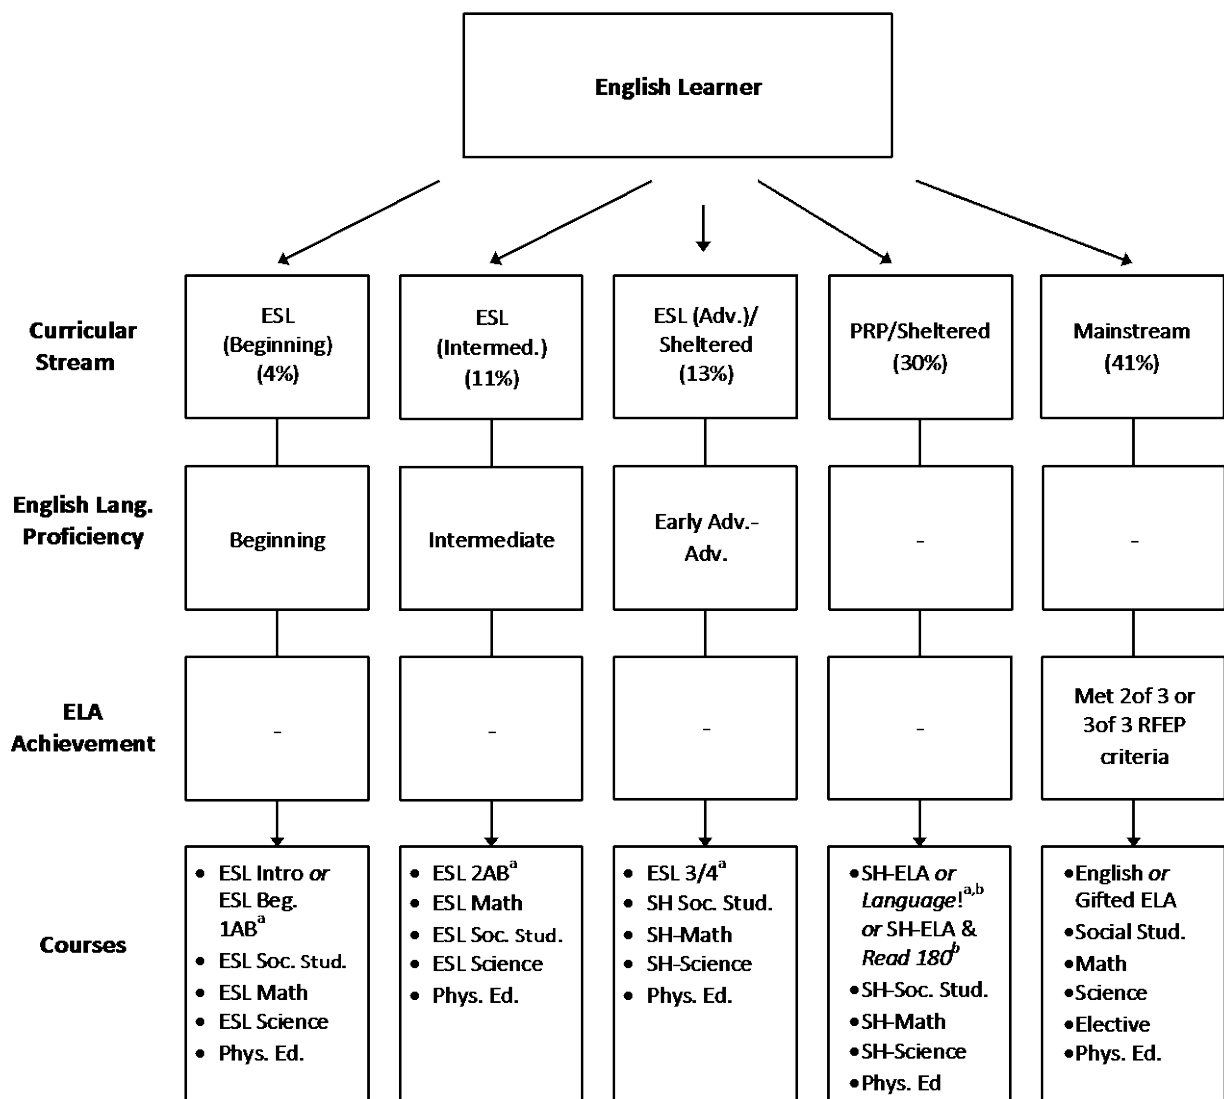 English Learner
Curricular
Stream
ESL
(Beginning)
(4%)
ESL
(Intermed.)
(11%)
ESL (Adv.)/
Sheltered
(13%)
PRP/Sheltered
(30%)
Mainstream
(41%)
English Lang.
Proficiency
Beginning
Intermediate
Early Adv.-
Adv.
-
-
ELA
Achievement
-
-
-
-
Met 2of 3 or
3of 3 RFEP
criteria
Courses
• ESL Intro or
ESL Beg.
1ABª
• ESL Soc. Stud.
• ESL Math
• ESL Science
• Phys. Ed.
• ESL 2ABª
• ESL Math
• ESL Soc. Stud.
• ESL Science
• Phys. Ed.
• ESL 3/4ª
• SH Soc. Stud.
• SH-Math
• SH-Science
• Phys. Ed.
•SH-ELA or
Language!ᵃ,ᵇ
or SH-ELA &
Read 180ᵇ
•SH-Soc. Stud.
•SH-Math
•SH-Science
•Phys. Ed
•English or
Gifted ELA
•Social Stud.
•Math
•Science
•Elective
•Phys. Ed.